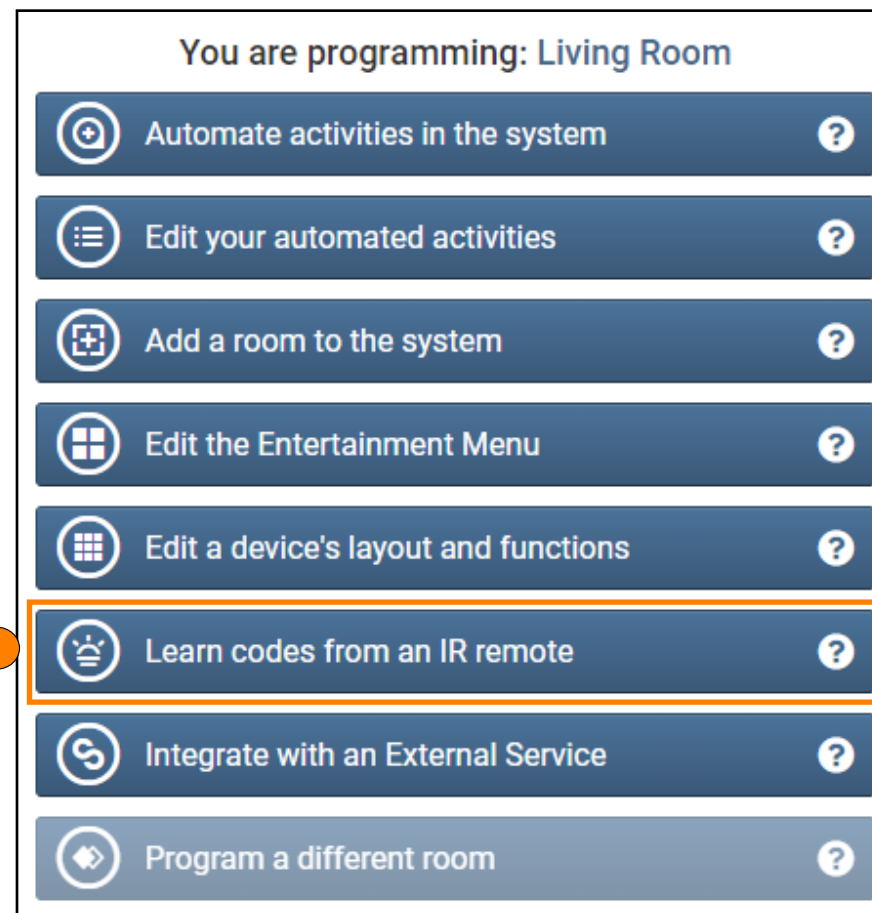 You are programming: Living Room
Automate activities in the system ?
Edit your automated activities ?
Add a room to the system ?
Edit the Entertainment Menu ?
Edit a device's layout and functions ?
Learn codes from an IR remote ?
Integrate with an External Service ?
Program a different room ?